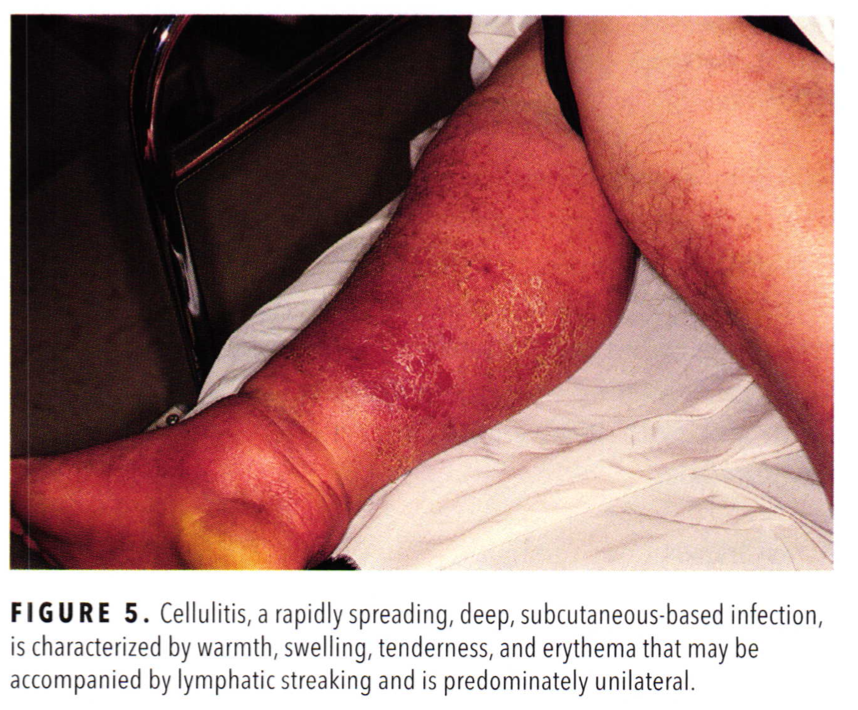 FIGURE 5. Cellulitis, a rapidly spreading, deep, subcutaneous-based infection,
is characterized by warmth, swelling, tenderness, and erythema that may be
accompanied by lymphatic streaking and is predominately unilateral.